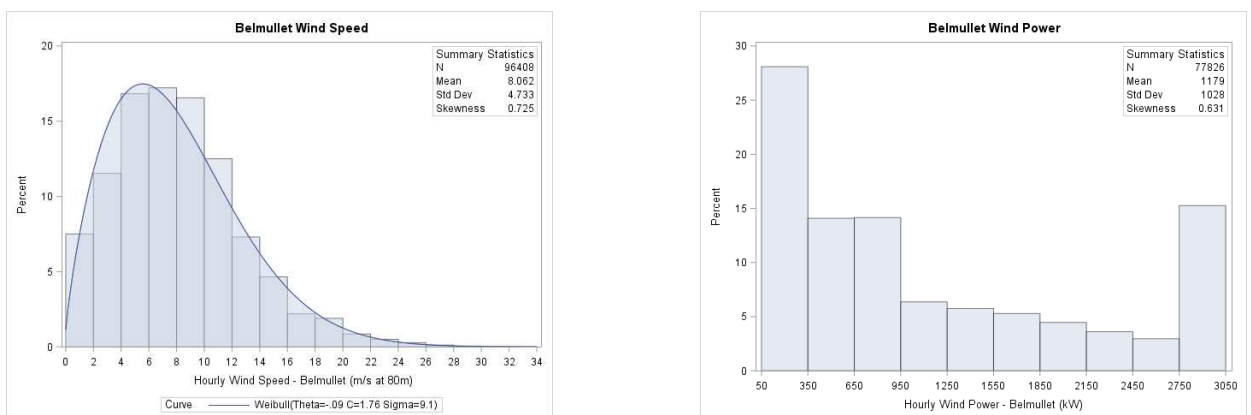 Belmullet Wind Speed
20
15
10
5
0
Percent
Summary Statistics
N 96408
Mean 8.062
Std Dev 4.733
Skewness 0.725
0 2 4 6 8 10 12 14 16 18 20 22 24 26 28 30 32 34
Hourly Wind Speed - Belmullet (m/s at 80m)
Curve Weibull(Theta=-.09 C=1.76 Sigma=9.1)
Belmullet Wind Power
30
25
20
15
10
5
0
Percent
Summary Statistics
N 77826
Mean 1179
Std Dev 1028
Skewness 0.631
50 350 650 950 1250 1550 1850 2150 2450 2750 3050
Hourly Wind Power - Belmullet (kW)